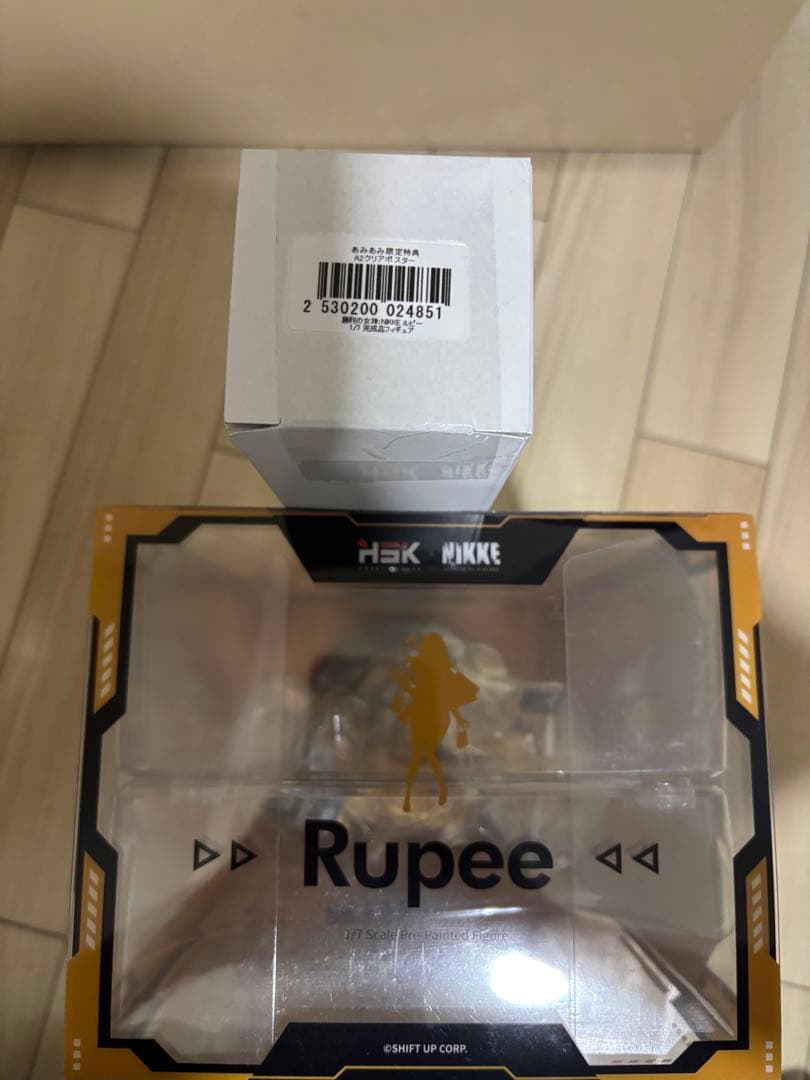 あみあみ限定特典
A2クリアポスター
2 530200 024851
勝利の女神:NIKKE ルピー
1/7 完成品フィギュア
HSK NIKKE
Rupee
1/7 Scale Pre-Painted Figure
©SHIFT UP CORP.